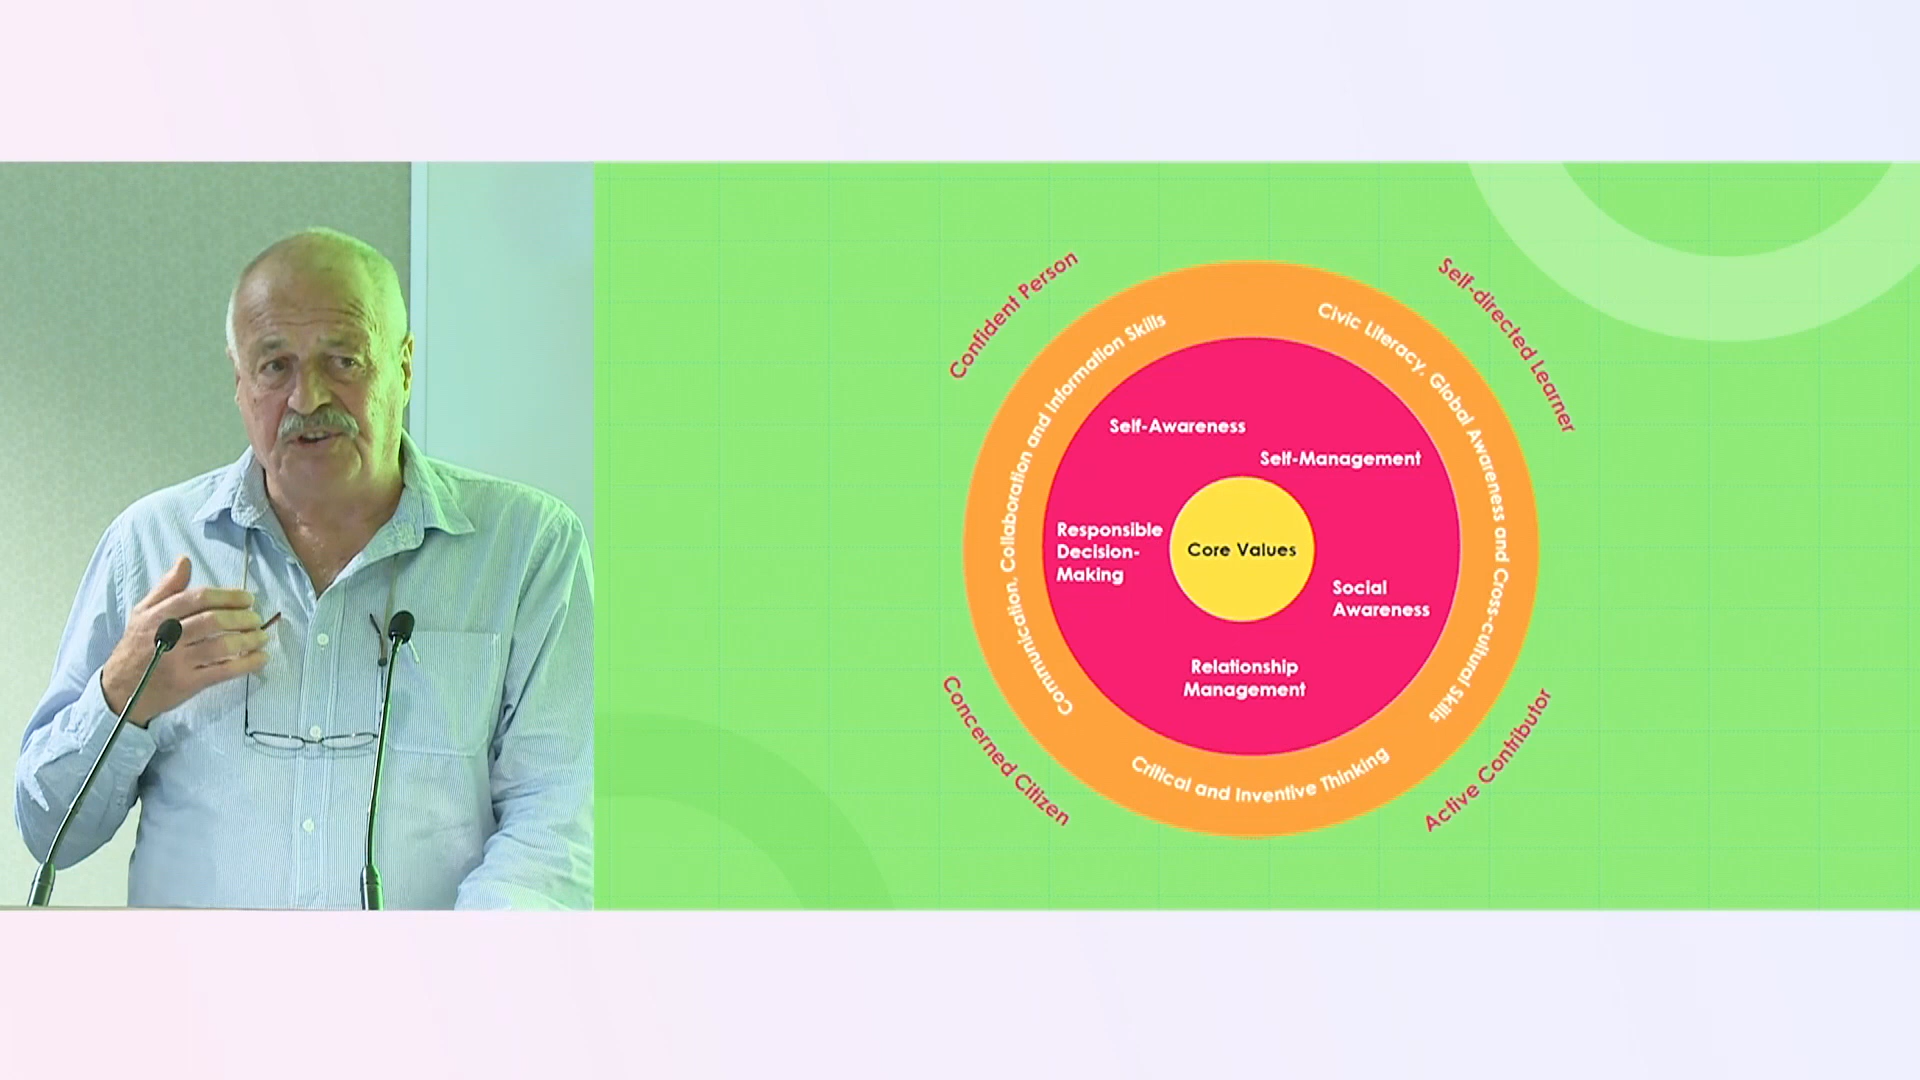 Confident Person
Self-directed Learner
Communication, Collaboration and Information Skills
Civic Literacy, Global Awareness and Cross-cultural Skills
Self-Awareness
Self-Management
Responsible
Decision-
Making
Core Values
Social
Awareness
Relationship
Management
Critical and Inventive Thinking
Concerned Citizen
Active Contributor